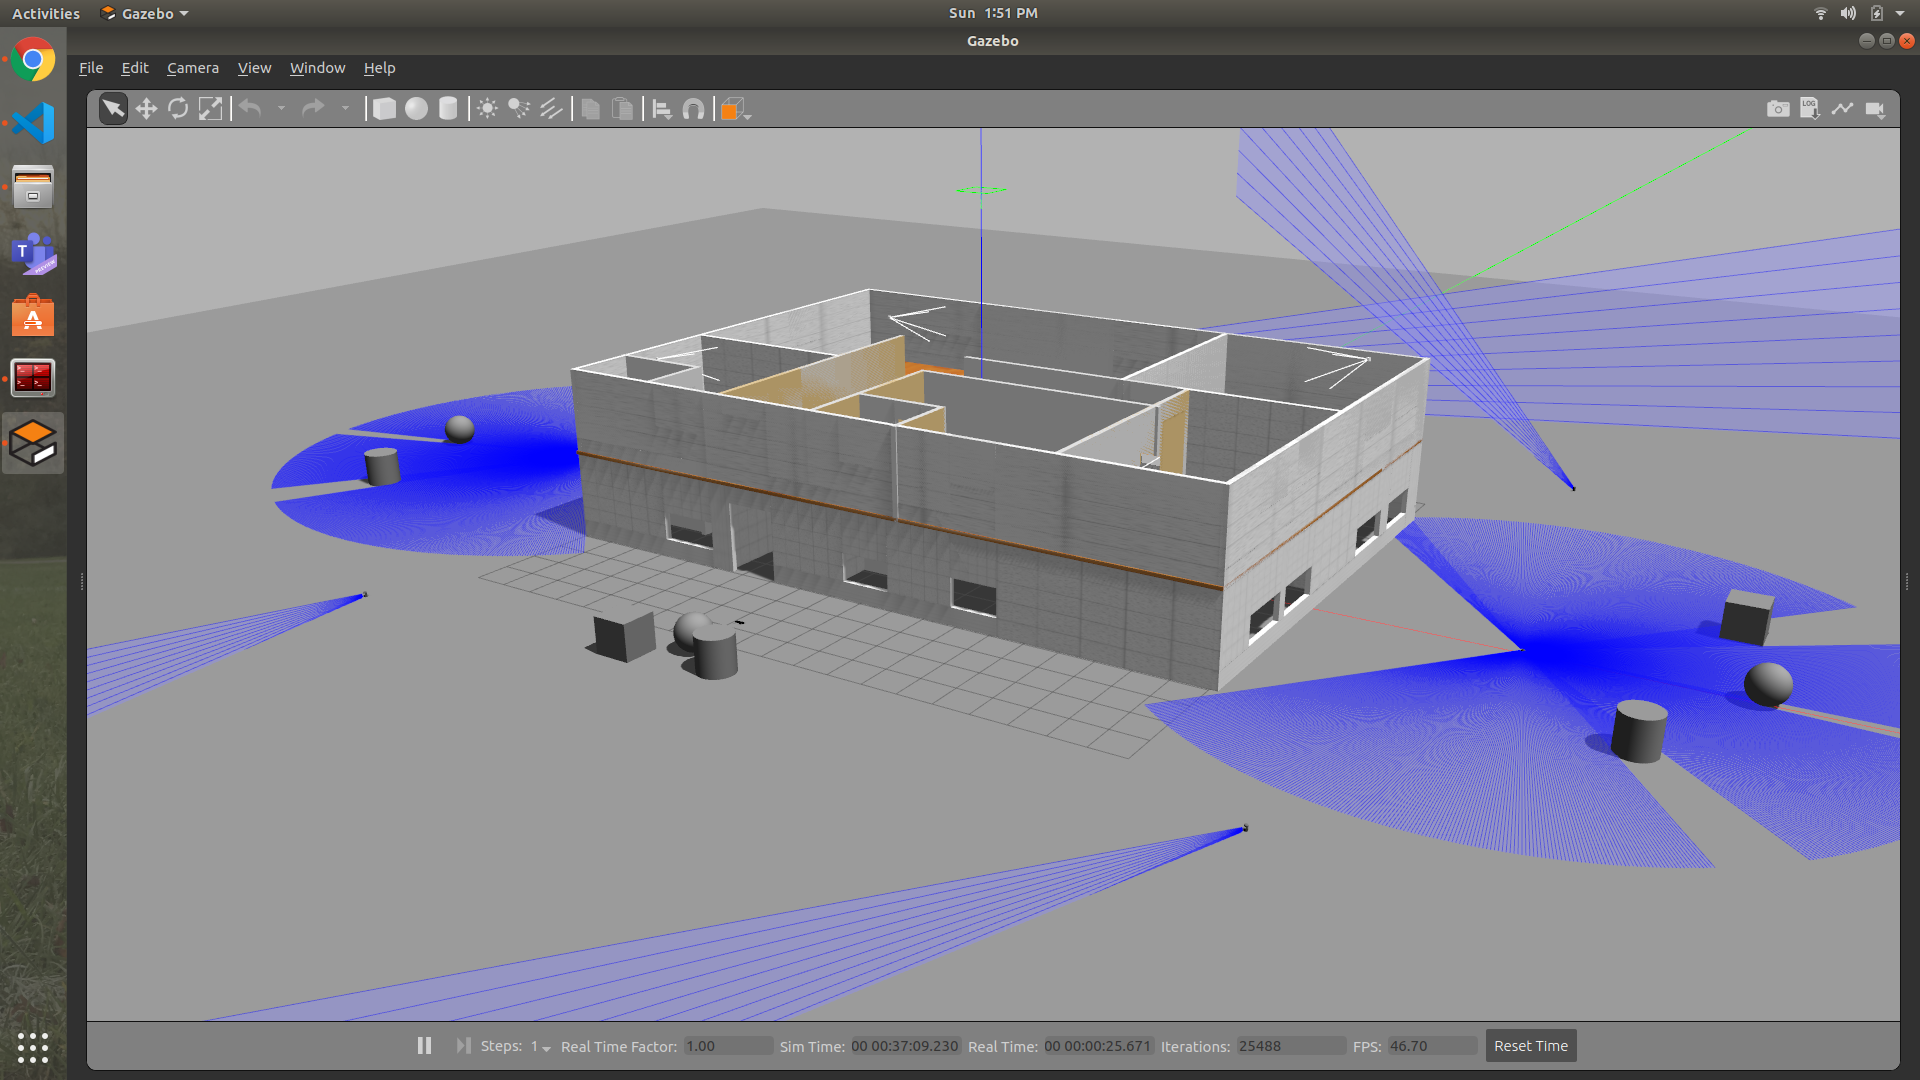 Activities Gazebo Sun 1:51 PM
Gazebo
File Edit Camera View Window Help
LOG
T
PREVIEW
Steps: 1 Real Time Factor: 1.00 Sim Time: 00 00:37:09.230 Real Time: 00 00:00:25.671 Iterations: 25488 FPS: 46.70 Reset Time